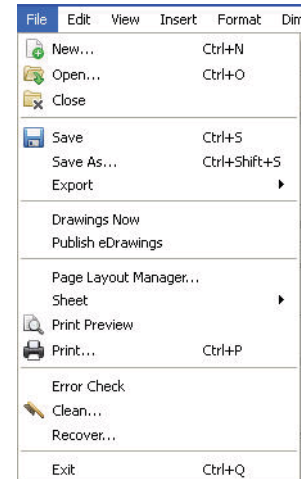 File Edit View Insert Format Dim
New... Ctrl+N
Open... Ctrl+O
Close
Save Ctrl+S
Save As... Ctrl+Shift+S
Export
Drawings Now
Publish eDrawings
Page Layout Manager...
Sheet
Print Preview
Print... Ctrl+P
Error Check
Clean...
Recover...
Exit Ctrl+Q